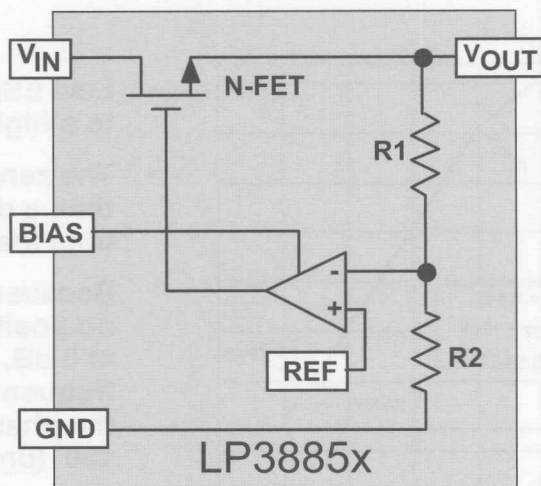 VIN
VOUT
N-FET
R1
BIAS
-
+
REF
R2
GND
LP3885x